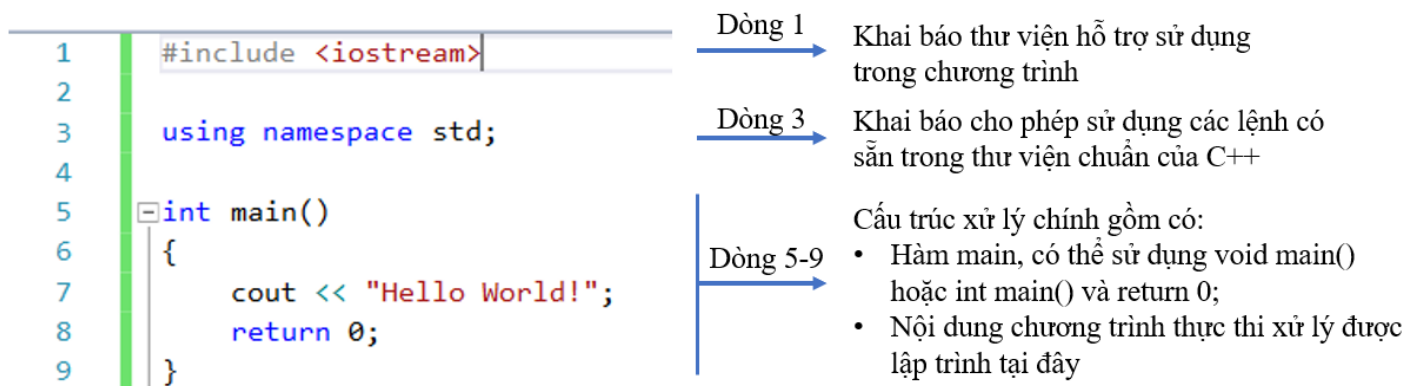 1 #include <iostream>
2
3 using namespace std;
4
5 int main()
6 {
7 cout << "Hello World!";
8 return 0;
9 }
Dòng 1
Khai báo thư viện hỗ trợ sử dụng
trong chương trình
Dòng 3
Khai báo cho phép sử dụng các lệnh có
sẵn trong thư viện chuẩn của C++
Dòng 5-9
Cấu trúc xử lý chính gồm có:
• Hàm main, có thể sử dụng void main()
hoặc int main() và return 0;
• Nội dung chương trình thực thi xử lý được
lập trình tại đây